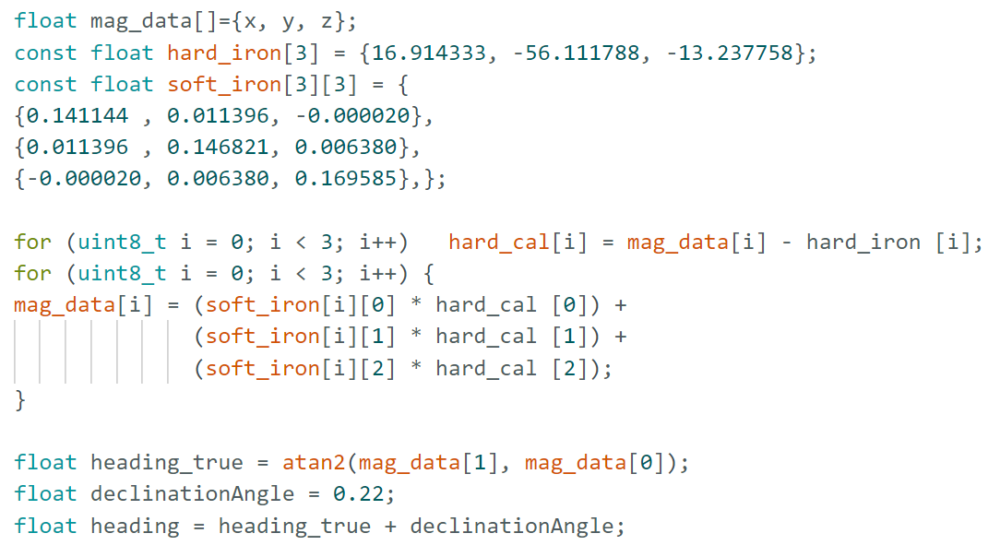 float mag_data[]={x, y, z};
const float hard_iron[3] = {16.914333, -56.111788, -13.237758};
const float soft_iron[3][3] = {
{0.141144 , 0.011396, -0.000020},
{0.011396 , 0.146821, 0.006380},
{-0.000020, 0.006380, 0.169585},};
for (uint8_t i = 0; i < 3; i++)   hard_cal[i] = mag_data[i] - hard_iron [i];
for (uint8_t i = 0; i < 3; i++) {
mag_data[i] = (soft_iron[i][0] * hard_cal [0]) +
(soft_iron[i][1] * hard_cal [1]) +
(soft_iron[i][2] * hard_cal [2]);
}
float heading_true = atan2(mag_data[1], mag_data[0]);
float declinationAngle = 0.22;
float heading = heading_true + declinationAngle;